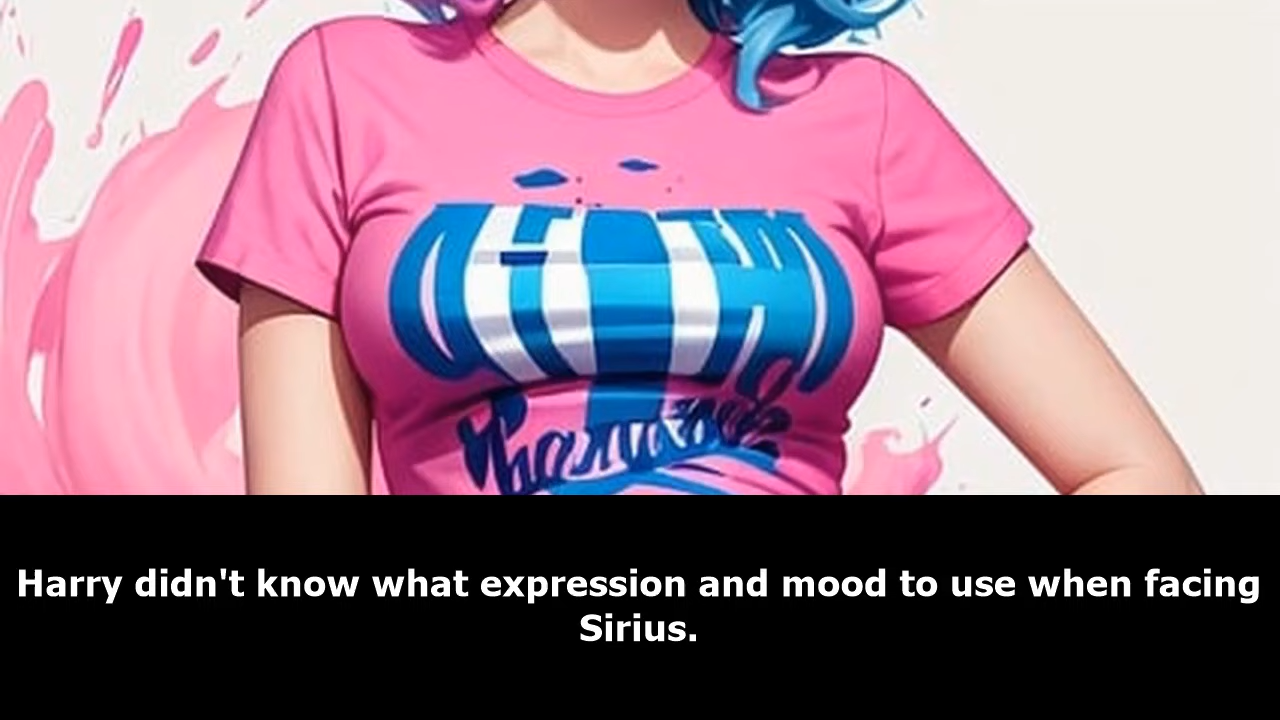 Harry didn't know what expression and mood to use when facing
Sirius.